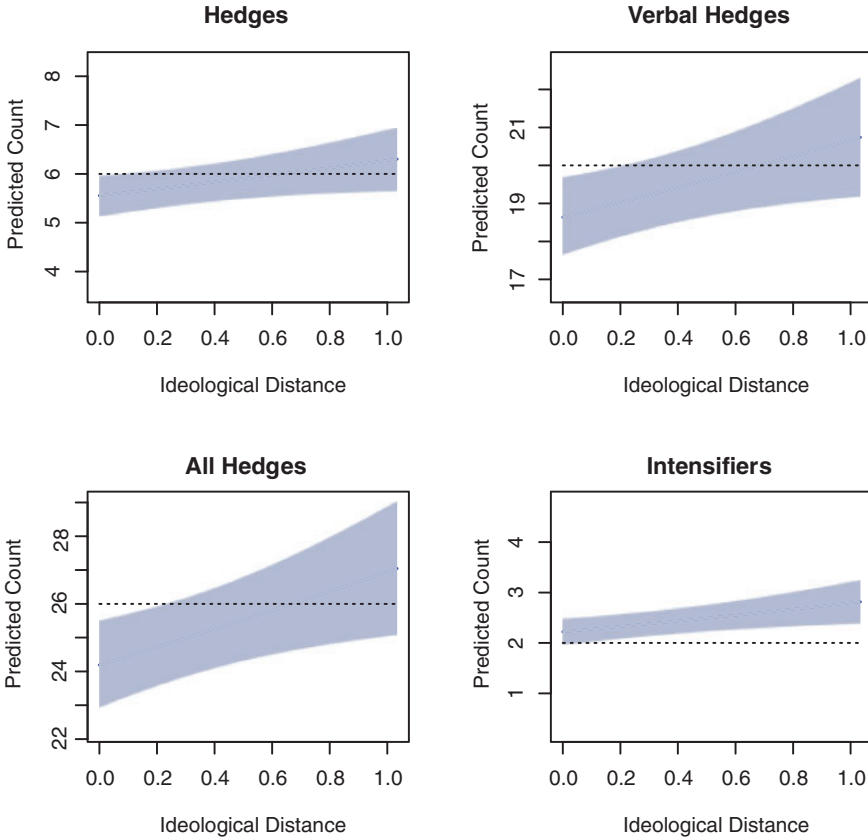 Hedges
Predicted Count
8
7
6
5
4
0.0 0.2 0.4 0.6 0.8 1.0
Ideological Distance
Verbal Hedges
Predicted Count
21
19
17
0.0 0.2 0.4 0.6 0.8 1.0
Ideological Distance
All Hedges
Predicted Count
28
26
24
22
0.0 0.2 0.4 0.6 0.8 1.0
Ideological Distance
Intensifiers
Predicted Count
4
3
2
1
0.0 0.2 0.4 0.6 0.8 1.0
Ideological Distance